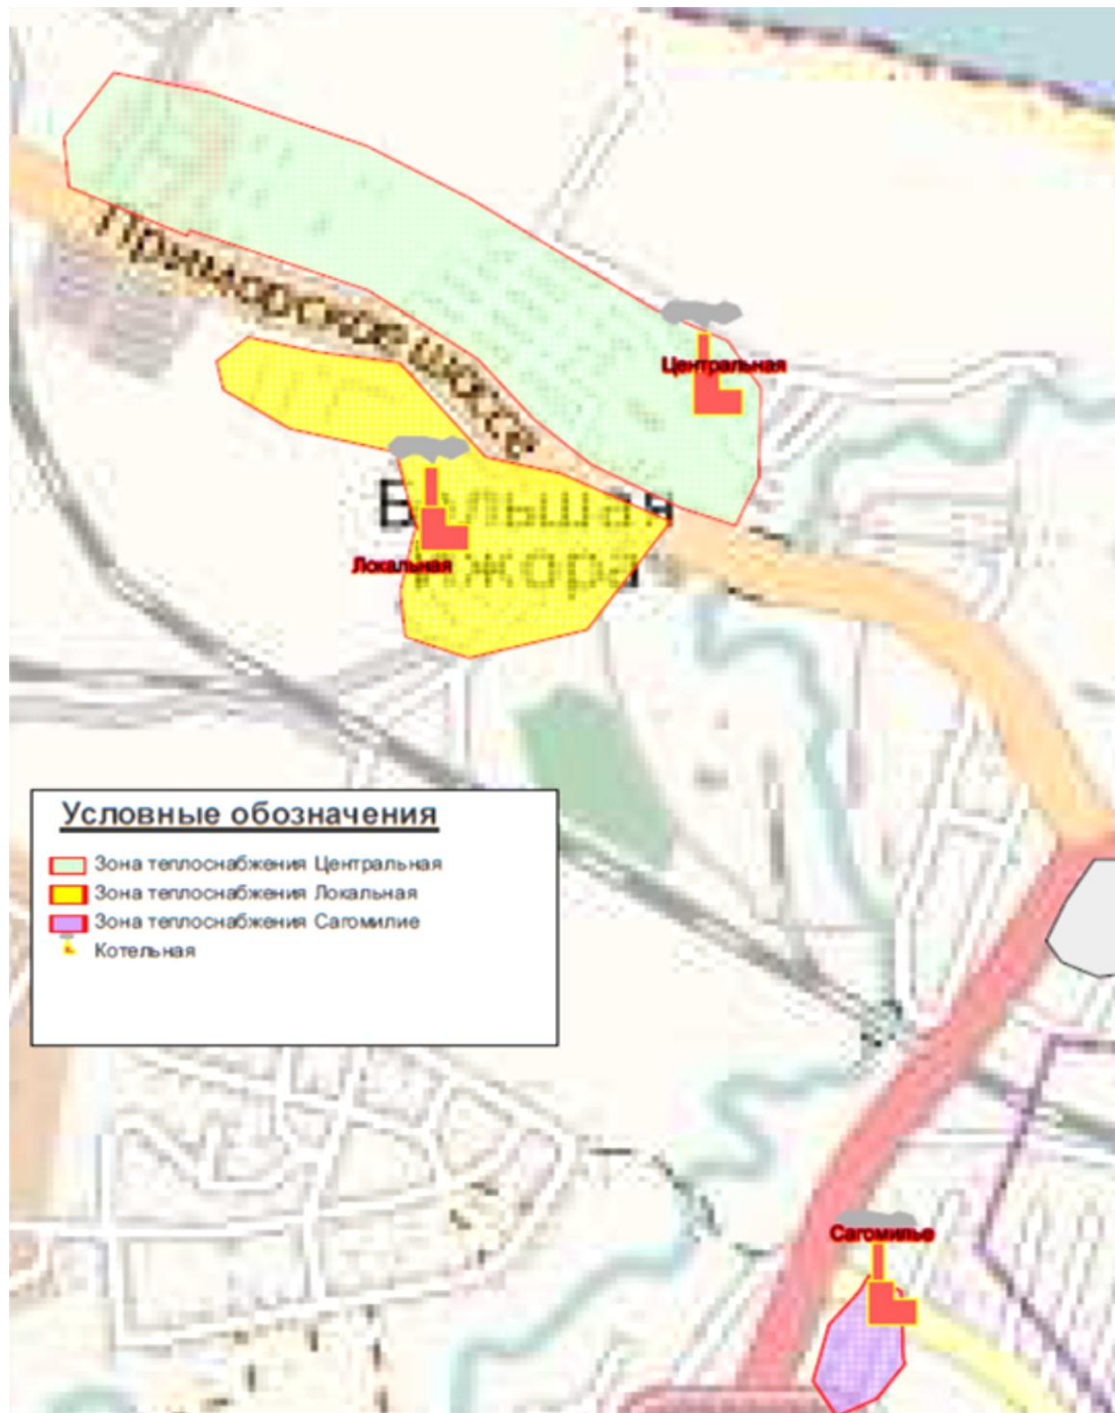 Приморское шоссе
Центральная
Большая
Ижора
Локальная
Условные обозначения
Зона теплоснабжения Центральная
Зона теплоснабжения Локальная
Зона теплоснабжения Сагомилие
Котельная
Сагомилье